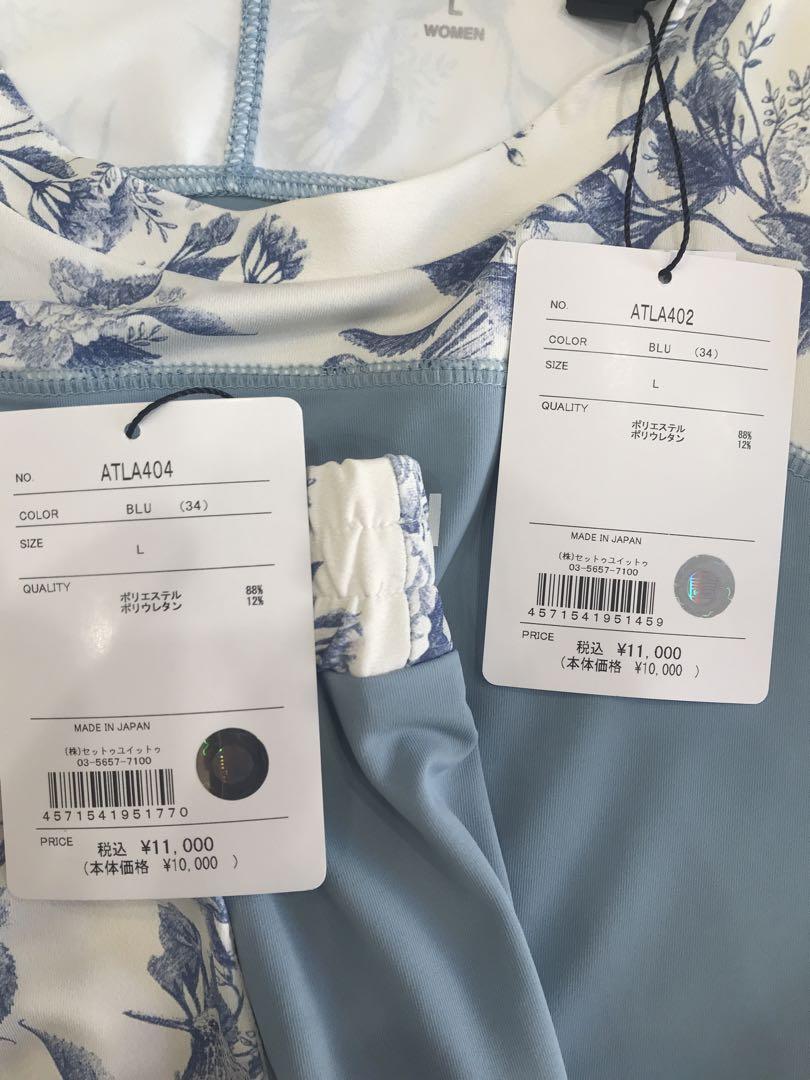 L
WOMEN
NO. ATLA402
COLOR BLU (34)
SIZE L
QUALITY
ポリエステル 88%
ポリウレタン 12%
MADE IN JAPAN
(株)セットゥユイットゥ
03-5657-7100
4571541951459
PRICE 税込 ¥11,000
(本体価格 ¥10,000 )
NO. ATLA404
COLOR BLU (34)
SIZE L
QUALITY
ポリエステル 88%
ポリウレタン 12%
MADE IN JAPAN
(株)セットゥユイットゥ
03-5657-7100
4571541951770
PRICE 税込 ¥11,000
(本体価格 ¥10,000 )